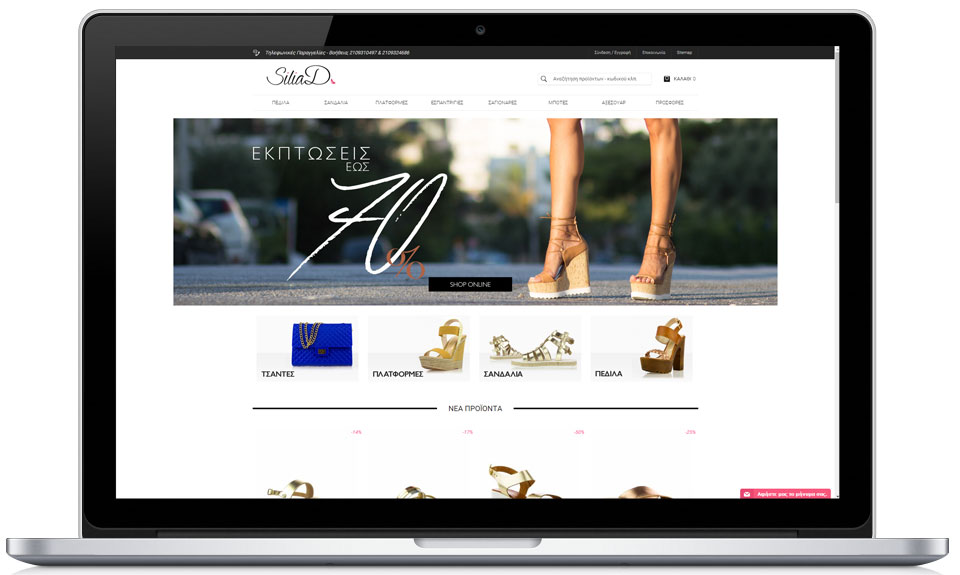 Τηλεφωνικές Παραγγελίες - Βοήθεια: 2109310497 & 2109324686
Σύνδεση / Εγγραφή
Επικοινωνία
Sitemap
SiliaD
Αναζήτηση προϊόντων - κωδικού κλπ
ΚΑΛΑΘΙ
ΠΕΔΙΛΑ ΣΑΝΔΑΛΙΑ ΠΛΑΤΦΟΡΜΕΣ ΕΣΠΑΝΤΡΙΓΙΕΣ ΣΑΓΙΟΝΑΡΕΣ ΜΠΟΤΕΣ ΑΞΕΣΟΥΑΡ ΠΡΟΣΦΟΡΕΣ
ΕΚΠΤΩΣΕΙΣ
ΕΩΣ
70%
SHOP ONLINE
ΤΣΑΝΤΕΣ
ΠΛΑΤΦΟΡΜΕΣ
ΣΑΝΔΑΛΙΑ
ΠΕΔΙΛΑ
ΝΕΑ ΠΡΟΪΟΝΤΑ
-14% -17% -50% -25%
Αφήστε μας το μήνυμα σας.